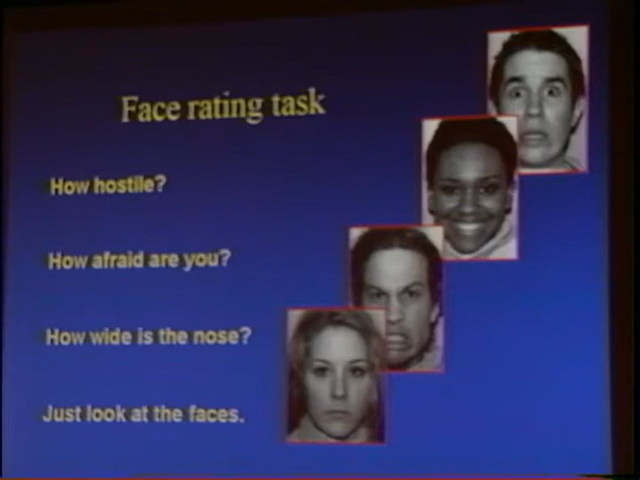 Face rating task
How hostile?
How afraid are you?
How wide is the nose?
Just look at the faces.